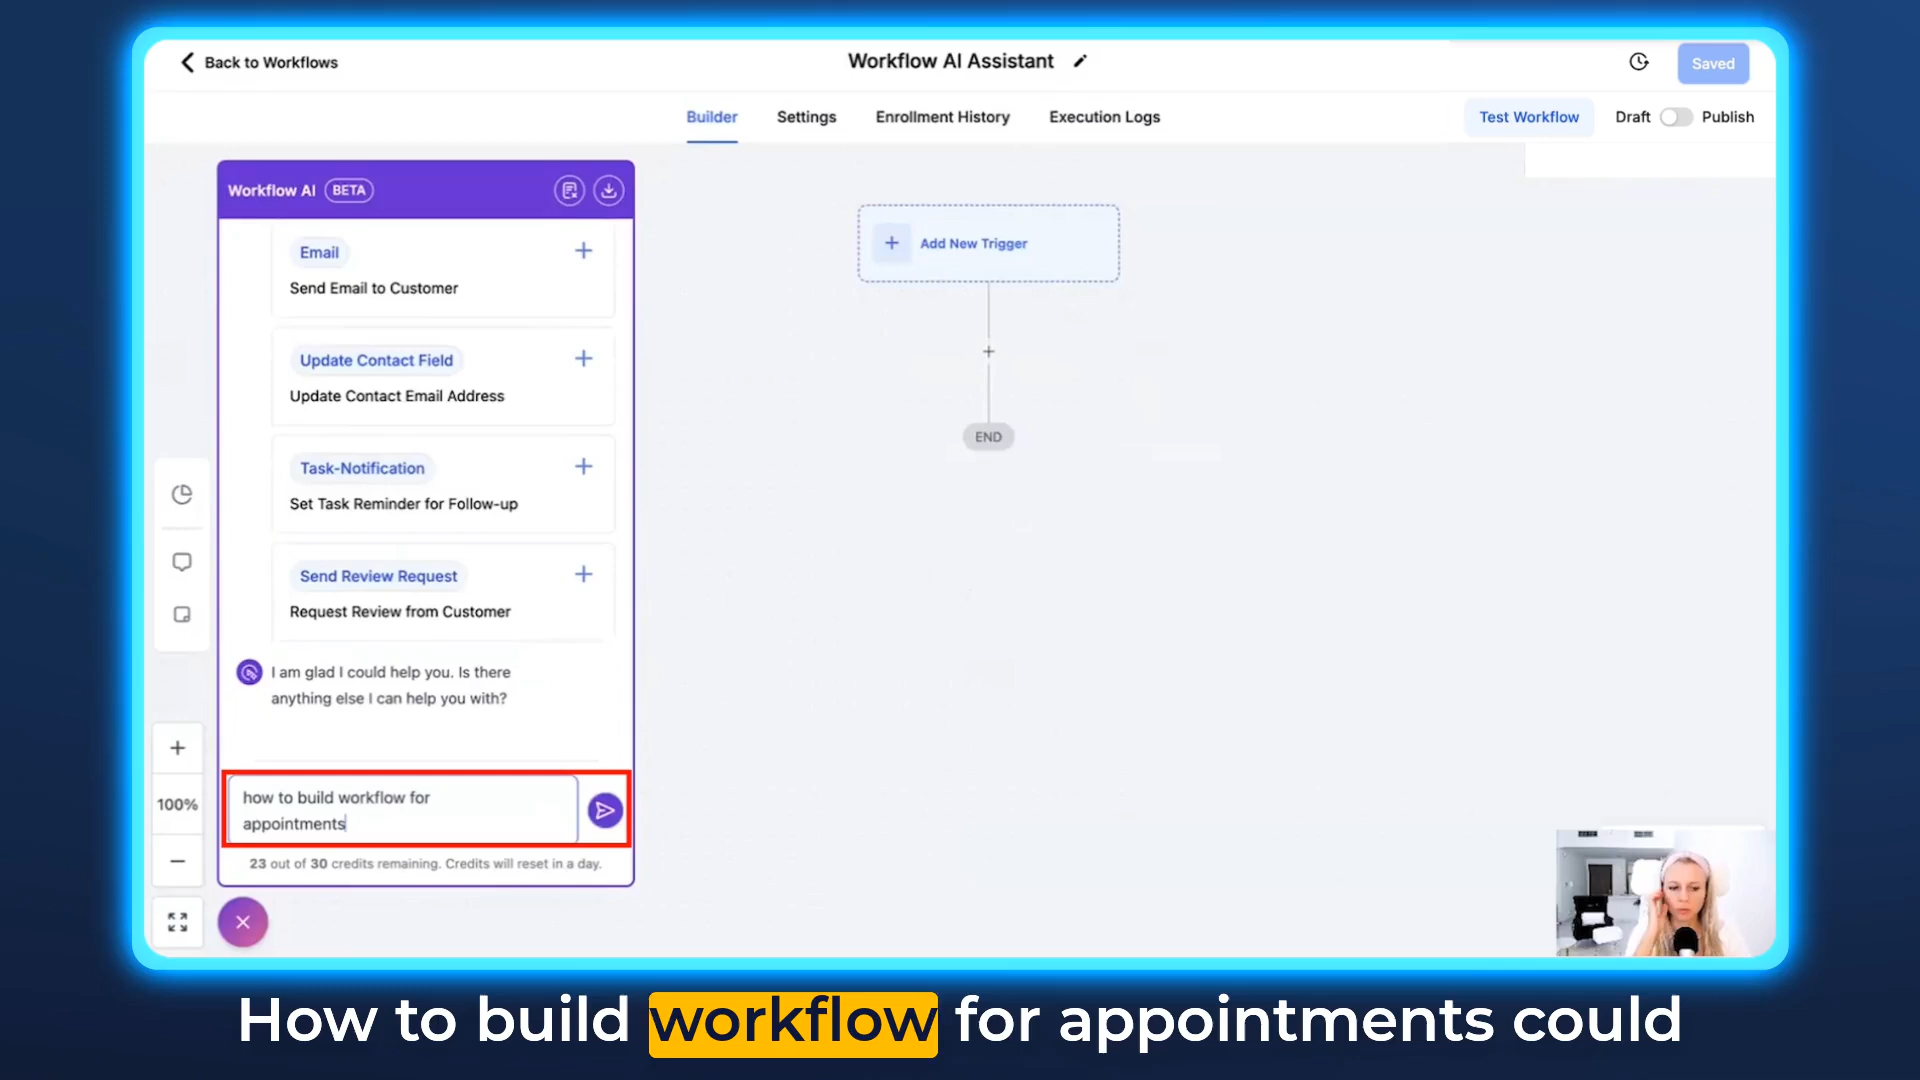 Back to Workflows
Workflow AI Assistant
Saved
Builder
Settings
Enrollment History
Execution Logs
Test Workflow
Draft
Publish
Workflow AI BETA
Email
Send Email to Customer
Update Contact Field
Update Contact Email Address
Task-Notification
Set Task Reminder for Follow-up
Send Review Request
Request Review from Customer
I am glad I could help you. Is there
anything else I can help you with?
how to build workflow for
appointments
23 out of 30 credits remaining. Credits will reset in a day.
100%
Add New Trigger
END
How to build workflow for appointments could